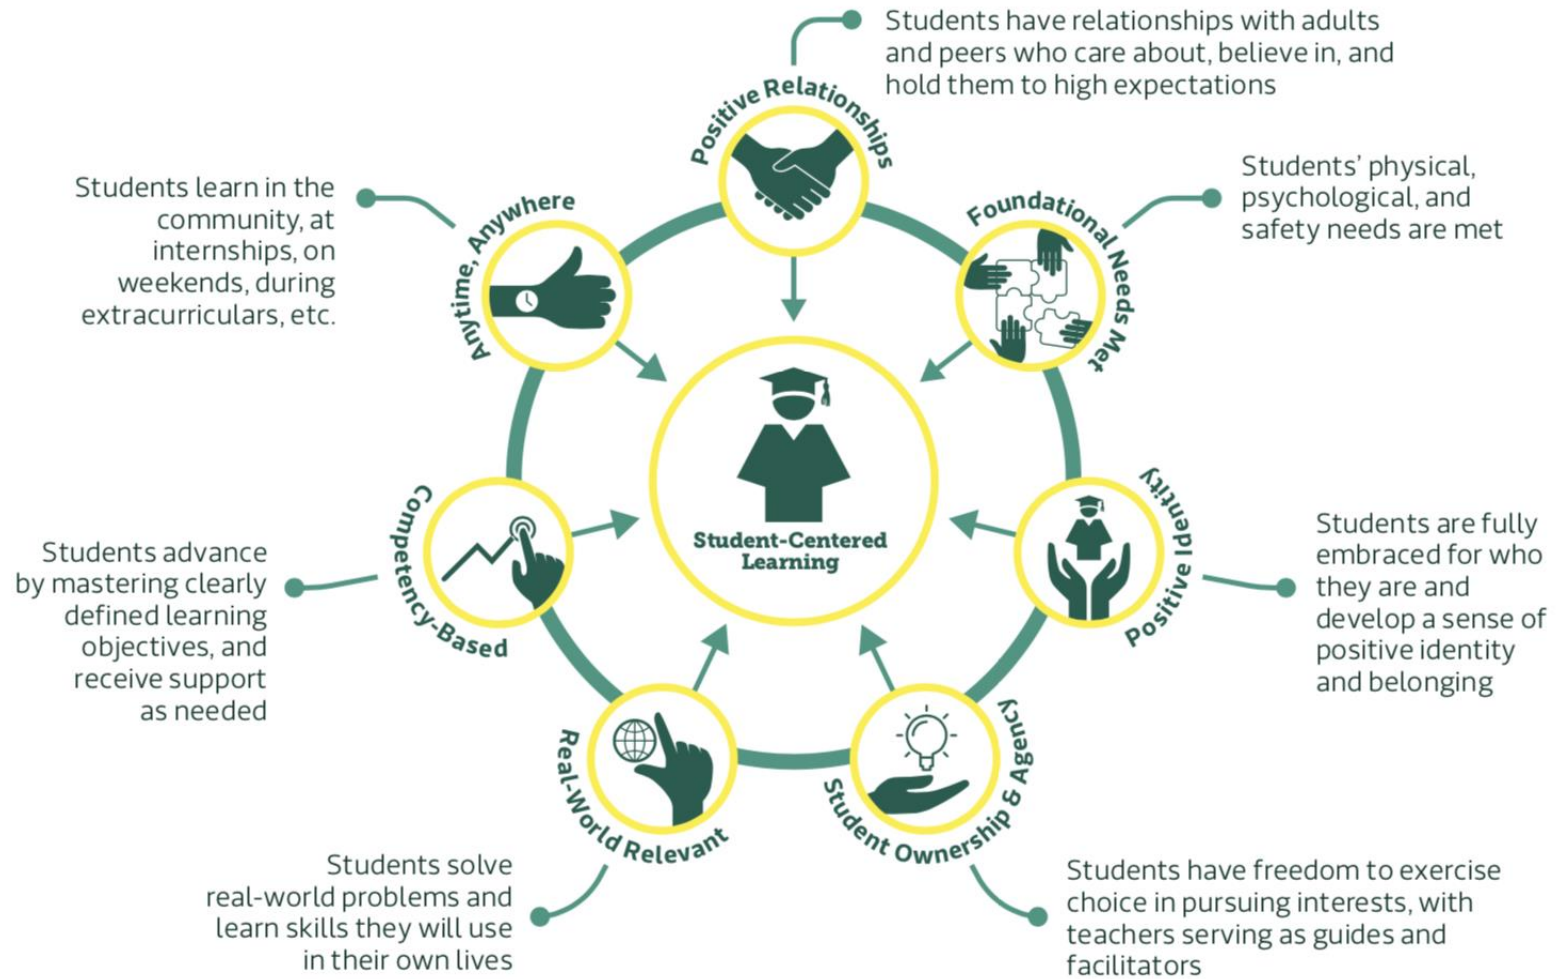 Positive Relationships
Students have relationships with adults
and peers who care about, believe in, and
hold them to high expectations
Foundational Needs Met
Students’ physical,
psychological, and
safety needs are met
Positive Identity
Students are fully
embraced for who
they are and
develop a sense of
positive identity
and belonging
Student Ownership & Agency
Students have freedom to exercise
choice in pursuing interests, with
teachers serving as guides and
facilitators
Real-World Relevant
Students solve
real-world problems and
learn skills they will use
in their own lives
Competency-Based
Students advance
by mastering clearly
defined learning
objectives, and
receive support
as needed
Anytime, Anywhere
Students learn in the
community, at
internships, on
weekends, during
extracurriculars, etc.
Student-Centered
Learning